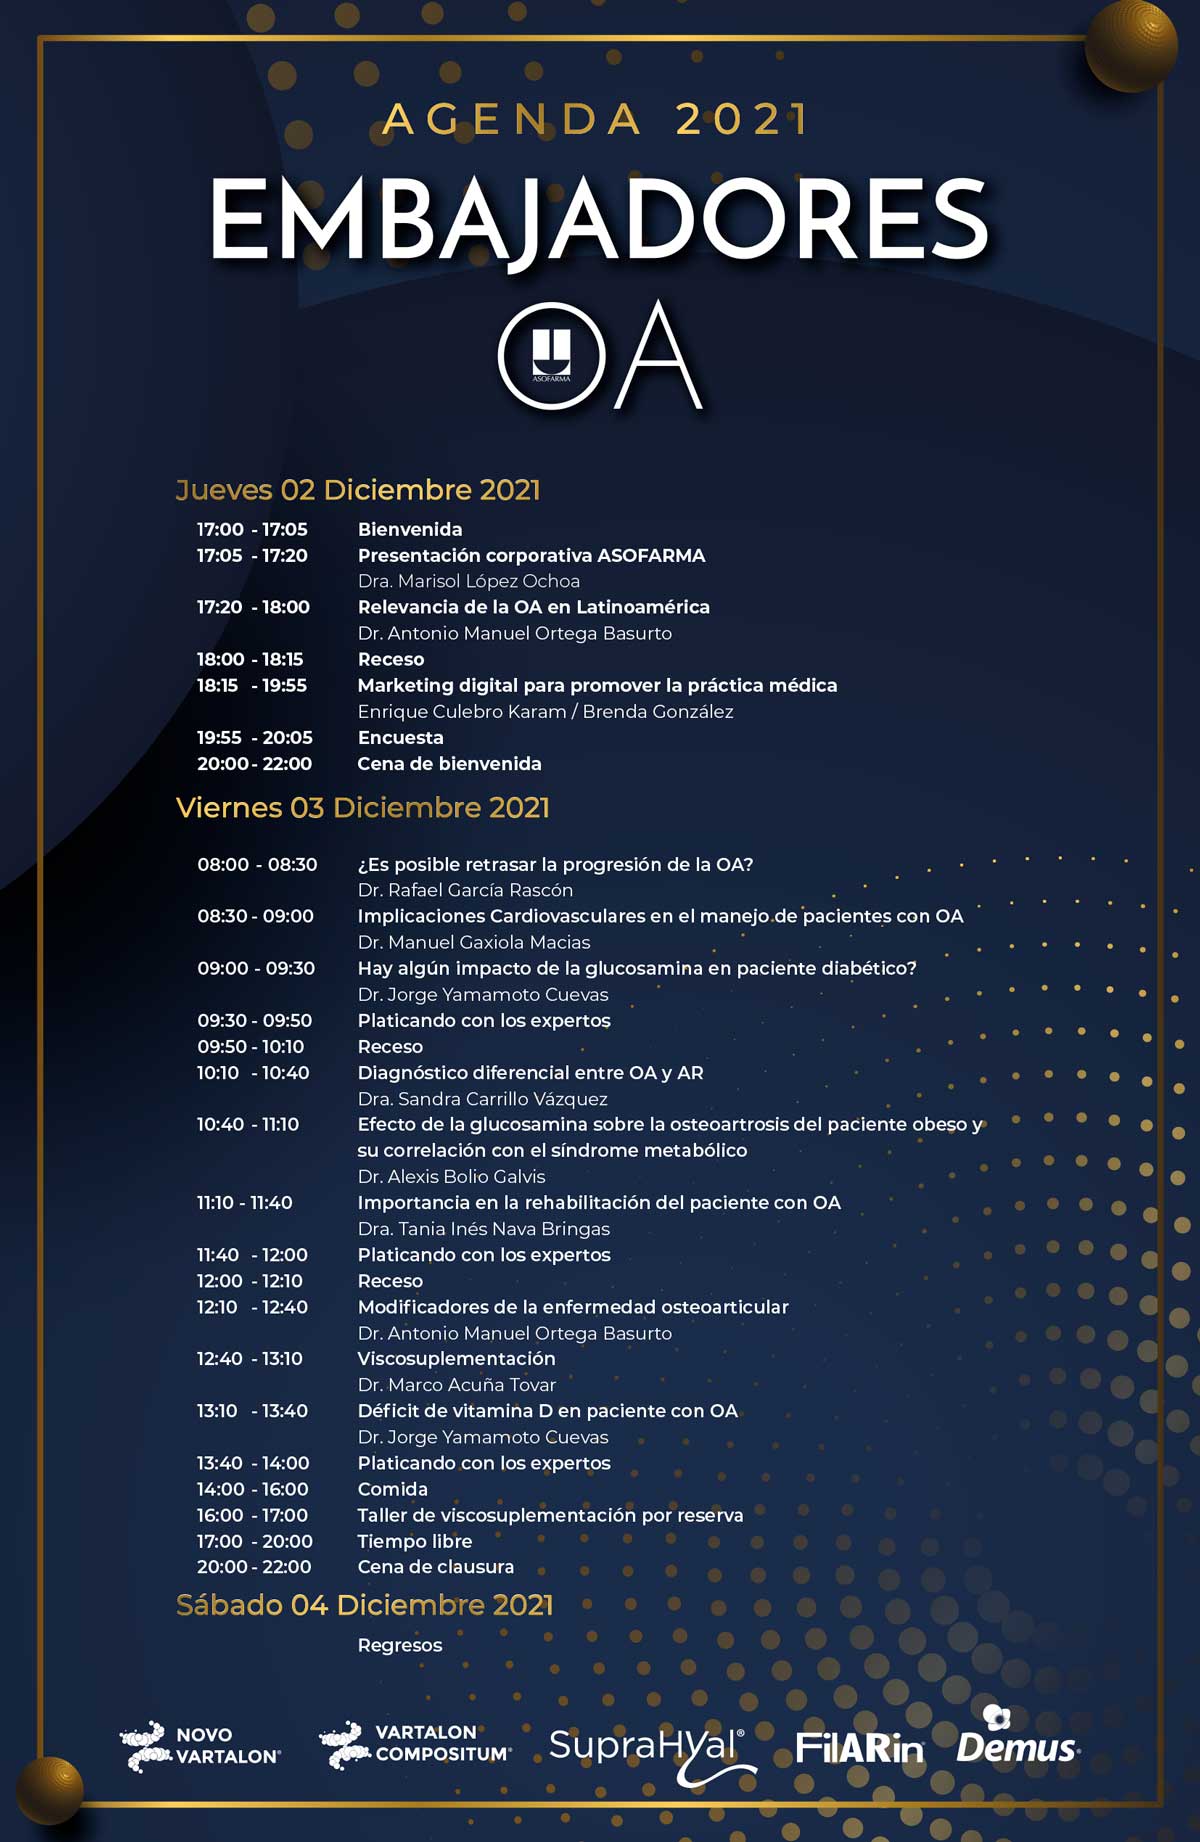 AGENDA 2021
EMBAJADORES
OA
ASOFARMA
Jueves 02 Diciembre 2021
17:00 - 17:05 Bienvenida
17:05 - 17:20 Presentación corporativa ASOFARMA
Dra. Marisol López Ochoa
17:20 - 18:00 Relevancia de la OA en Latinoamérica
Dr. Antonio Manuel Ortega Basurto
18:00 - 18:15 Receso
18:15 - 19:55 Marketing digital para promover la práctica médica
Enrique Culebro Karam / Brenda González
19:55 - 20:05 Encuesta
20:00 - 22:00 Cena de bienvenida
Viernes 03 Diciembre 2021
08:00 - 08:30 ¿Es posible retrasar la progresión de la OA?
Dr. Rafael García Rascón
08:30 - 09:00 Implicaciones Cardiovasculares en el manejo de pacientes con OA
Dr. Manuel Gaxiola Macias
09:00 - 09:30 Hay algún impacto de la glucosamina en paciente diabético?
Dr. Jorge Yamamoto Cuevas
09:30 - 09:50 Platicando con los expertos
09:50 - 10:10 Receso
10:10 - 10:40 Diagnóstico diferencial entre OA y AR
Dra. Sandra Carrillo Vázquez
10:40 - 11:10 Efecto de la glucosamina sobre la osteoartrosis del paciente obeso y
su correlación con el síndrome metabólico
Dr. Alexis Bolio Galvis
11:10 - 11:40 Importancia en la rehabilitación del paciente con OA
Dra. Tania Inés Nava Bringas
11:40 - 12:00 Platicando con los expertos
12:00 - 12:10 Receso
12:10 - 12:40 Modificadores de la enfermedad osteoarticular
Dr. Antonio Manuel Ortega Basurto
12:40 - 13:10 Viscosuplementación
Dr. Marco Acuña Tovar
13:10 - 13:40 Déficit de vitamina D en paciente con OA
Dr. Jorge Yamamoto Cuevas
13:40 - 14:00 Platicando con los expertos
14:00 - 16:00 Comida
16:00 - 17:00 Taller de viscosuplementación por reserva
17:00 - 20:00 Tiempo libre
20:00 - 22:00 Cena de clausura
Sábado 04 Diciembre 2021
Regresos
NOVO
VARTALON®
VARTALON
COMPOSITUM®
SupraHyal®
FilARin®
Demus®